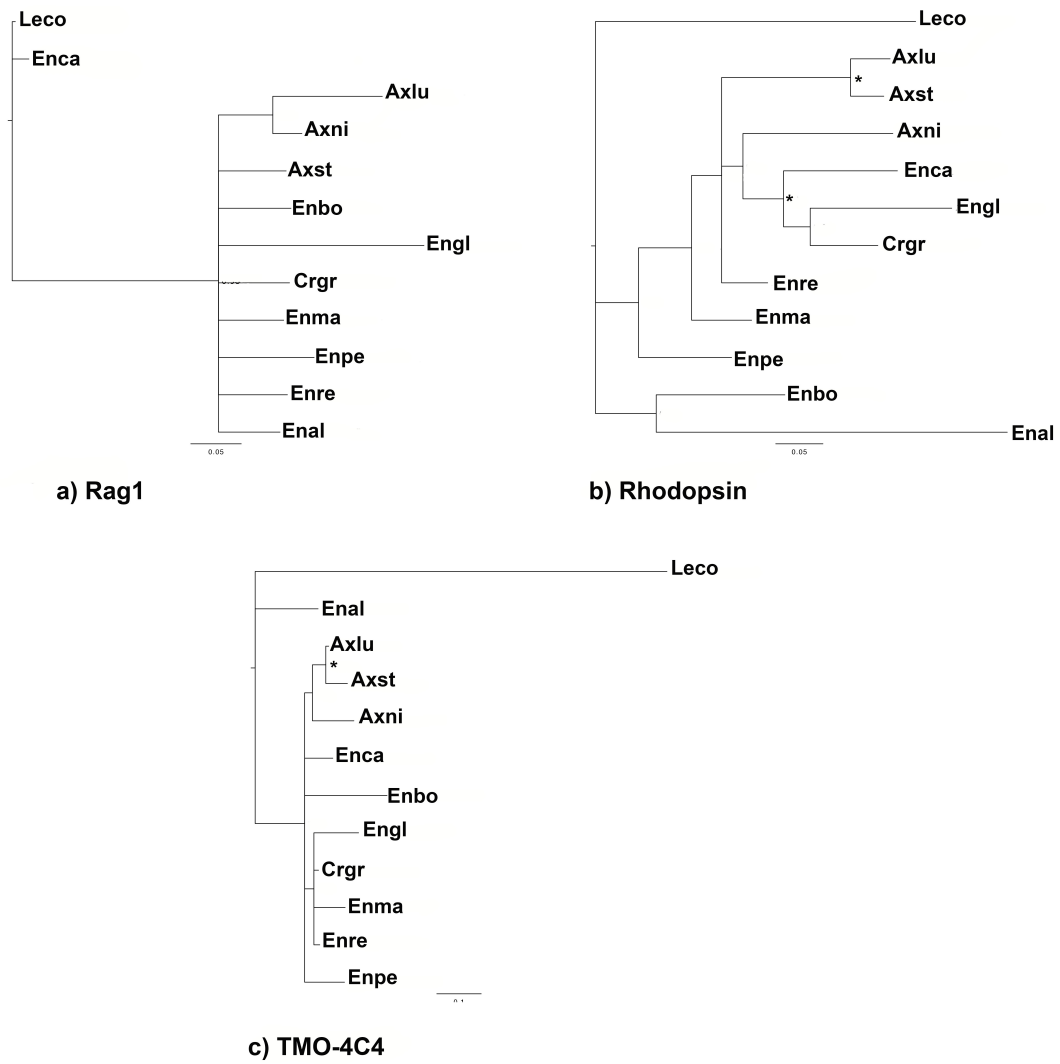 Leco
Enca
Axlu
Axni
Axst
Enbo
Engl
Crgr
Enma
Enpe
Enre
Enal
0.05
a) Rag1
Leco
Axlu
*
Axst
Axni
Enca
*
Engl
Crgr
Enre
Enma
Enpe
Enbo
Enal
0.05
b) Rhodopsin
Leco
Enal
Axlu
*
Axst
Axni
Enca
Enbo
Engl
Crgr
Enma
Enre
Enpe
c) TMO-4C4